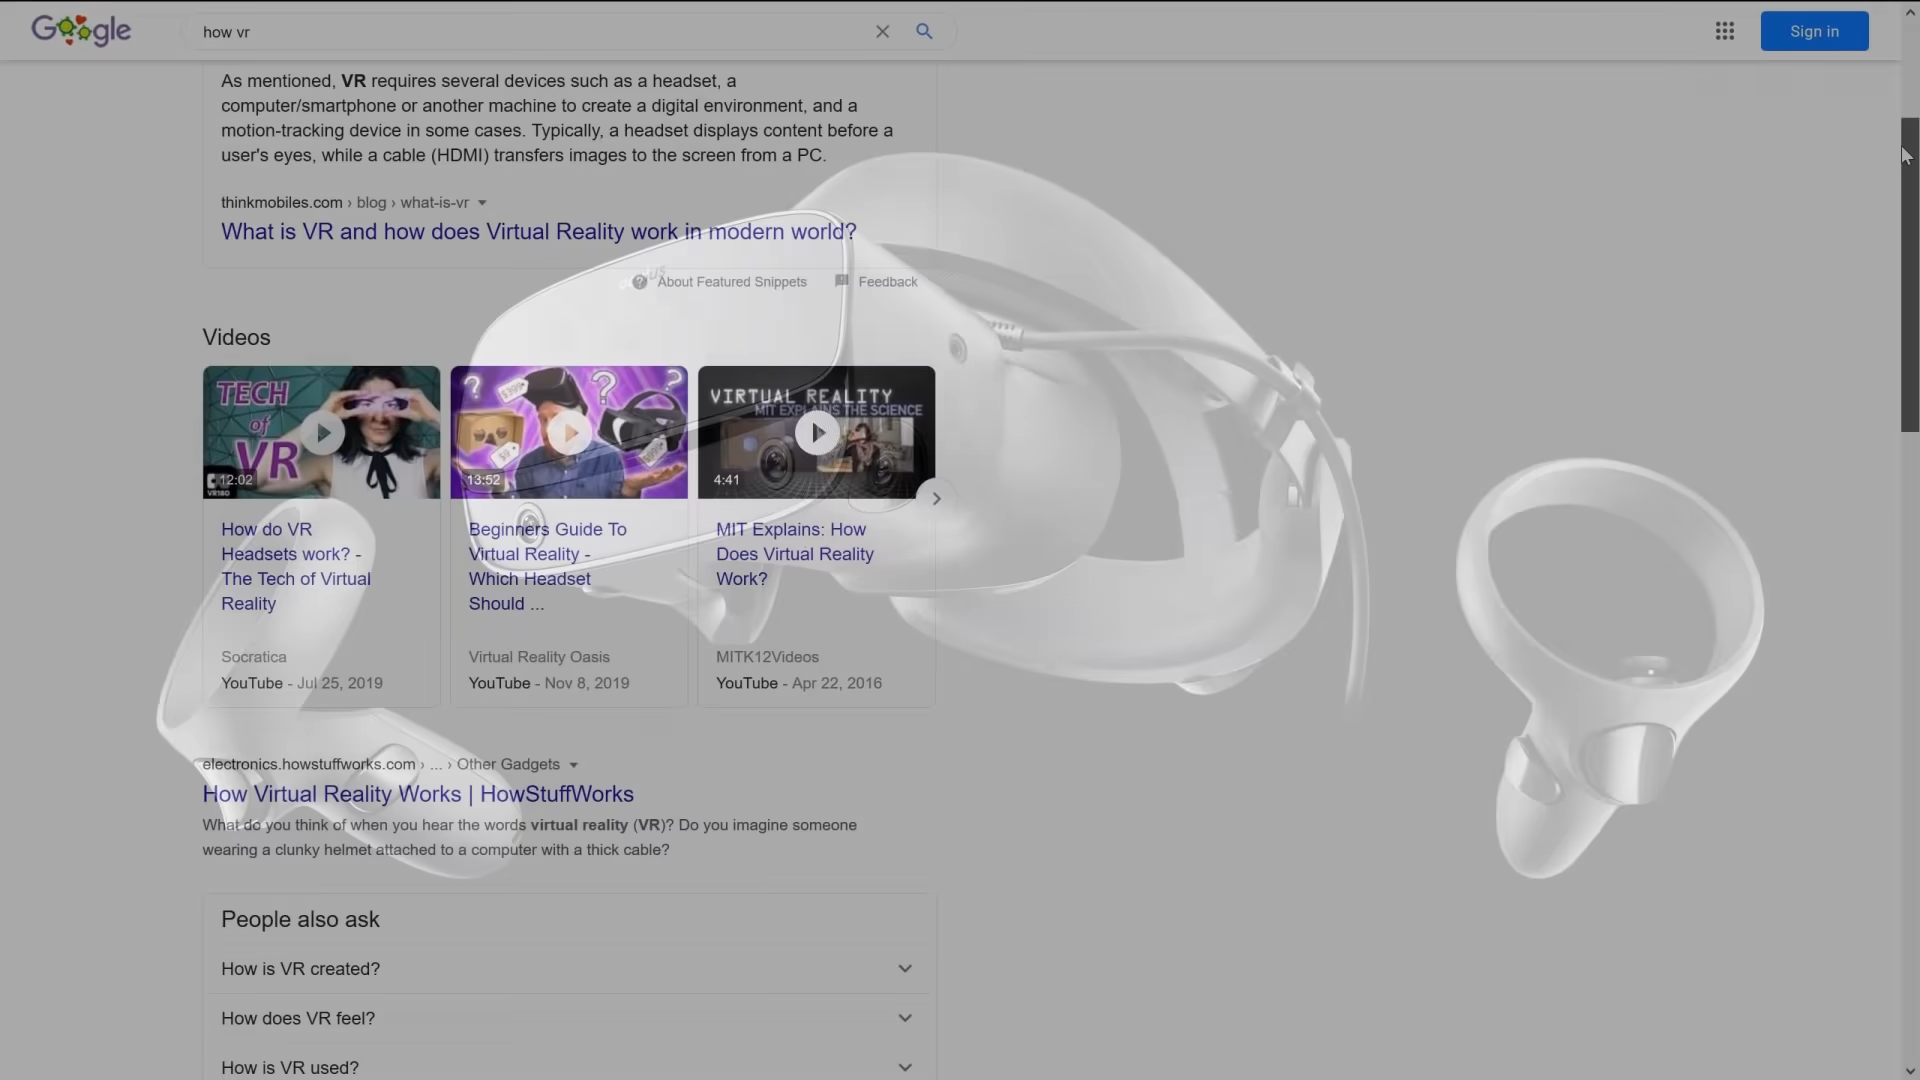 Google
how vr
Sign in
As mentioned, VR requires several devices such as a headset, a
computer/smartphone or another machine to create a digital environment, and a
motion-tracking device in some cases. Typically, a headset displays content before a
user's eyes, while a cable (HDMI) transfers images to the screen from a PC.
thinkmobiles.com › blog › what-is-vr
What is VR and how does Virtual Reality work in modern world?
About Featured Snippets
Feedback
Videos
TECH
of
VR
12:02
VR180
? $399 ? ?
$9 $999
13:52
VIRTUAL REALITY
MIT EXPLAINS THE SCIENCE
4:41
How do VR
Headsets work? -
The Tech of Virtual
Reality
Socratica
YouTube - Jul 25, 2019
Beginners Guide To
Virtual Reality -
Which Headset
Should ...
Virtual Reality Oasis
YouTube - Nov 8, 2019
MIT Explains: How
Does Virtual Reality
Work?
MITK12Videos
YouTube - Apr 22, 2016
electronics.howstuffworks.com › ... › Other Gadgets
How Virtual Reality Works | HowStuffWorks
What do you think of when you hear the words virtual reality (VR)? Do you imagine someone
wearing a clunky helmet attached to a computer with a thick cable?
People also ask
How is VR created?
How does VR feel?
How is VR used?